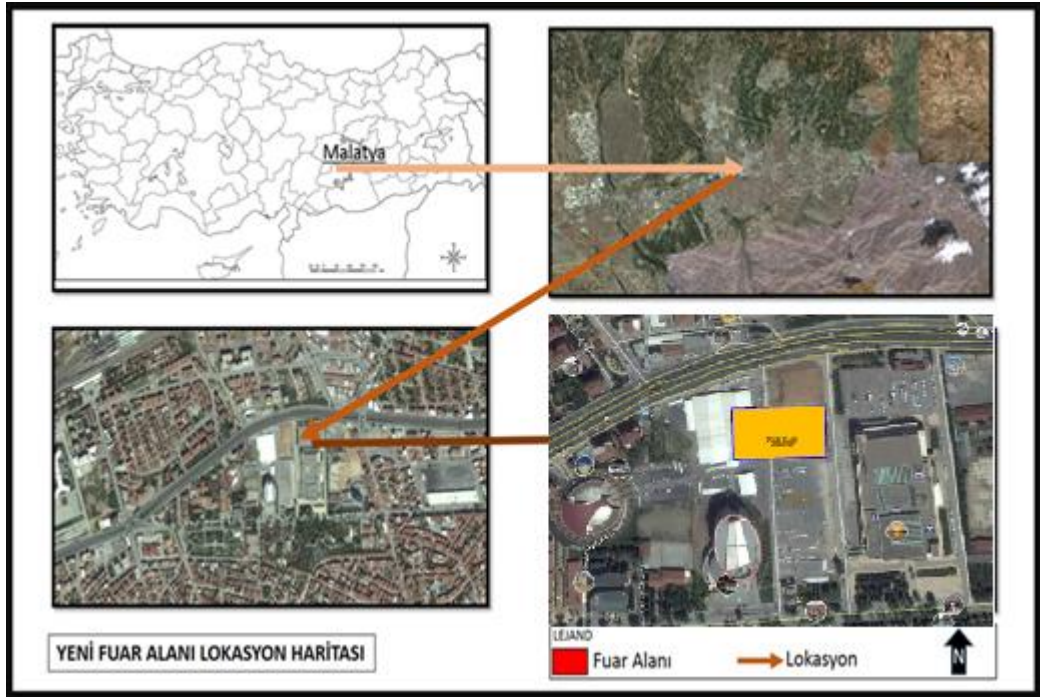 Malatya
YENİ FUAR ALANI LOKASYON HARİTASI
LEJAND
Fuar Alanı
Lokasyon
N